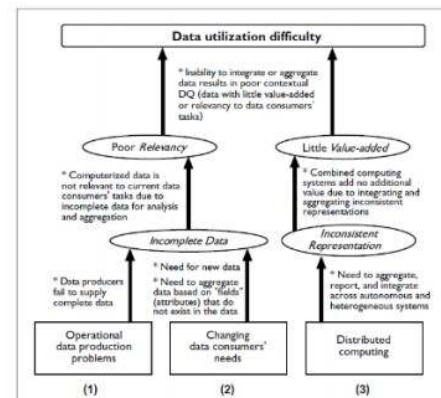 Data utilization difficulty
* Inability to integrate or aggregate
data results in poor contextual
DQ (data with little value-added
or relevancy to data consumers'
tasks)
Poor Relevancy
Little Value-added
* Computerized data is
not relevant to current data
consumers' tasks due to
incomplete data for analysis
and aggregation
* Combined computing
systems add no additional
value due to integrating and
aggregating inconsistent
representations
Incomplete Data
Inconsistent
Representation
* Data producers
fail to supply
complete data
* Need for new data
* Need to aggregate
data based on "fields"
(attributes) that do
not exist in the data
* Need to aggregate,
report, and integrate
across autonomous and
heterogeneous systems
Operational
data production
problems
Changing
data consumers'
needs
Distributed
computing
(1)
(2)
(3)